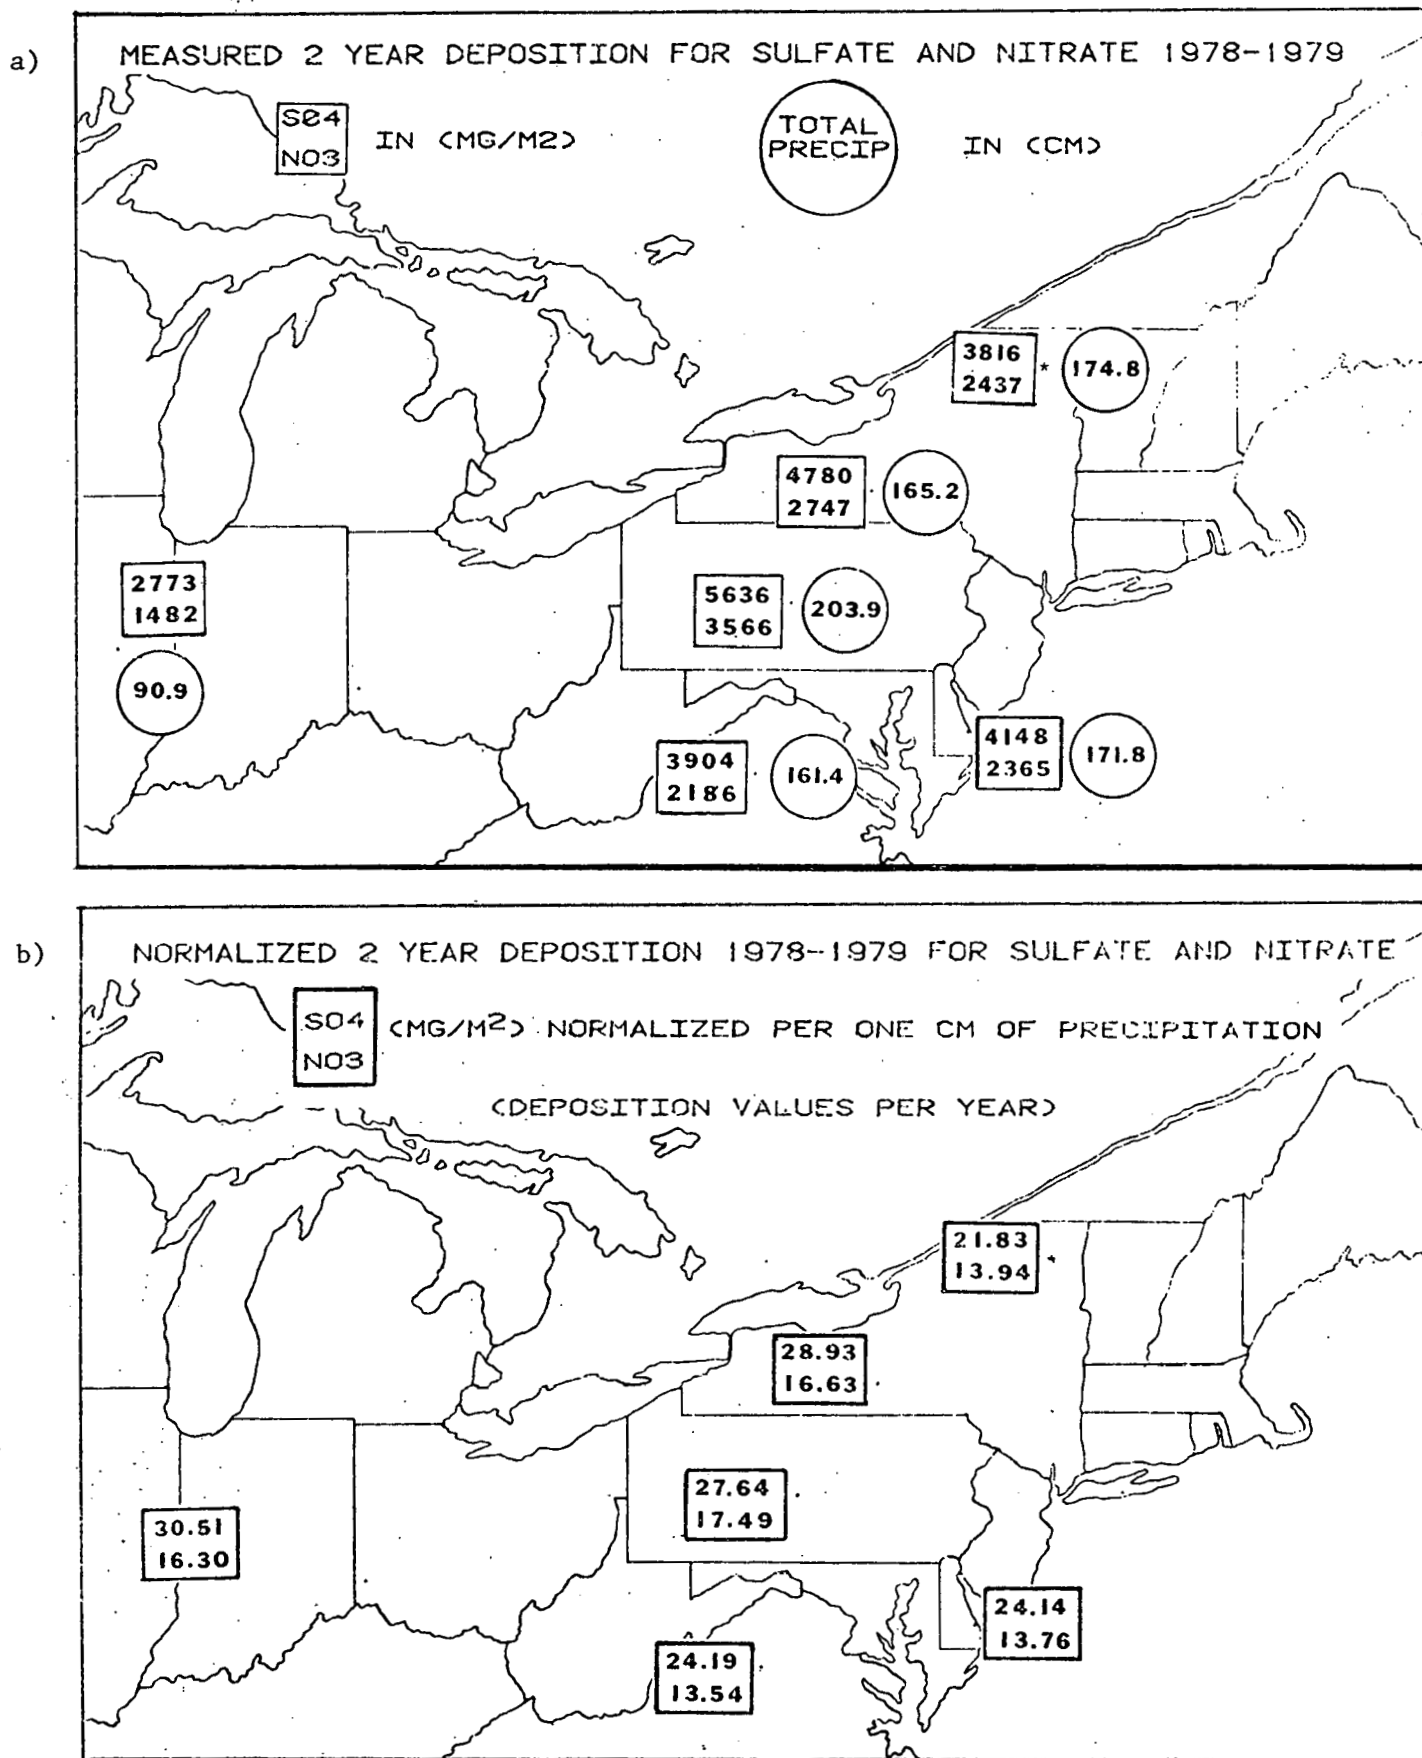 a)
MEASURED 2 YEAR DEPOSITION FOR SULFATE AND NITRATE 1978-1979
SO4
NO3
IN (MG/M2)
TOTAL
PRECIP
IN (CM)
3816
2437
*
174.8
4780
2747
165.2
2773
1482
90.9
5636
3566
203.9
3904
2186
161.4
4148
2365
171.8
b)
NORMALIZED 2 YEAR DEPOSITION 1978-1979 FOR SULFATE AND NITRATE
SO4
NO3
(MG/M2) NORMALIZED PER ONE CM OF PRECIPITATION
(DEPOSITION VALUES PER YEAR)
21.83
13.94
*
28.93
16.63
27.64
17.49
30.51
16.30
24.14
13.76
24.19
13.54